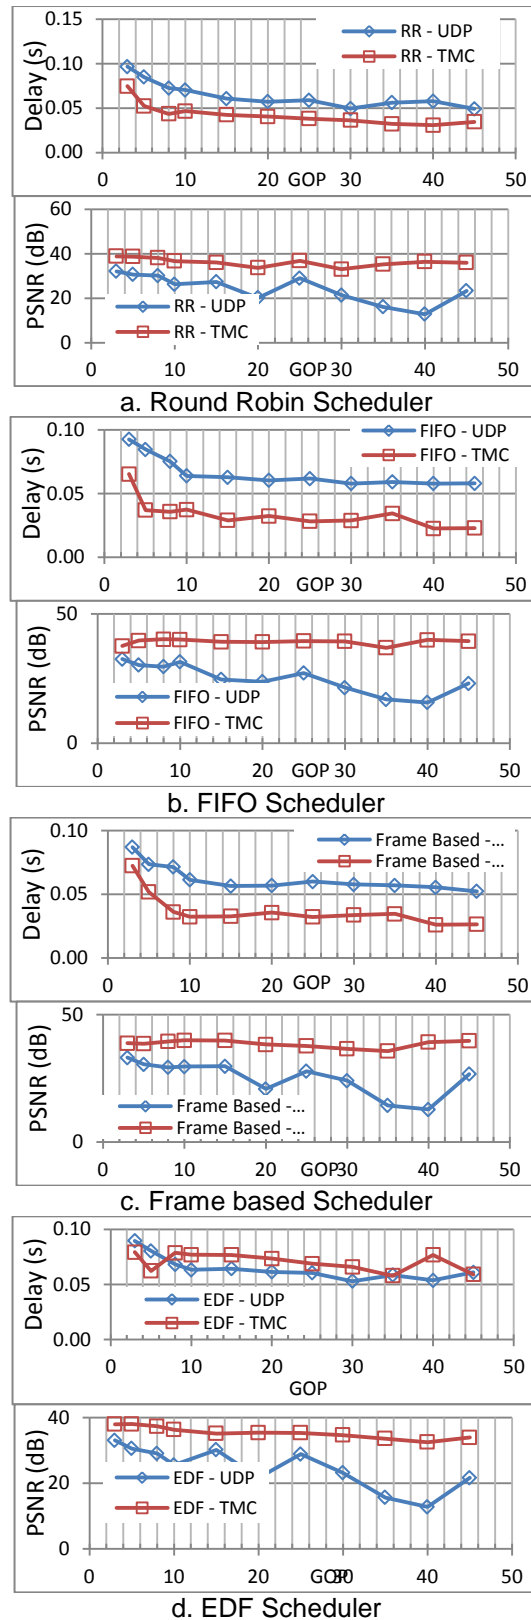 0.15
0.10
0.05
0.00
Delay (s)
RR - UDP
RR - TMC
0 10 20 GOP 30 40 50
60
40
20
0
PSNR (dB)
RR - UDP
RR - TMC
0 10 20 GOP 30 40 50
a. Round Robin Scheduler
0.10
0.05
0.00
Delay (s)
FIFO - UDP
FIFO - TMC
0 10 20 GOP 30 40 50
50
0
PSNR (dB)
FIFO - UDP
FIFO - TMC
0 10 20 GOP 30 40 50
b. FIFO Scheduler
0.10
0.05
0.00
Delay (s)
Frame Based -...
Frame Based -...
0 10 20 GOP 30 40 50
50
0
PSNR (dB)
Frame Based -...
Frame Based -...
0 10 20 GOP 30 40 50
c. Frame based Scheduler
0.10
0.05
0.00
Delay (s)
EDF - UDP
EDF - TMC
0 10 20 30 40 50
GOP
40
20
0
PSNR (dB)
EDF - UDP
EDF - TMC
0 10 20 GOP 30 40 50
d. EDF Scheduler